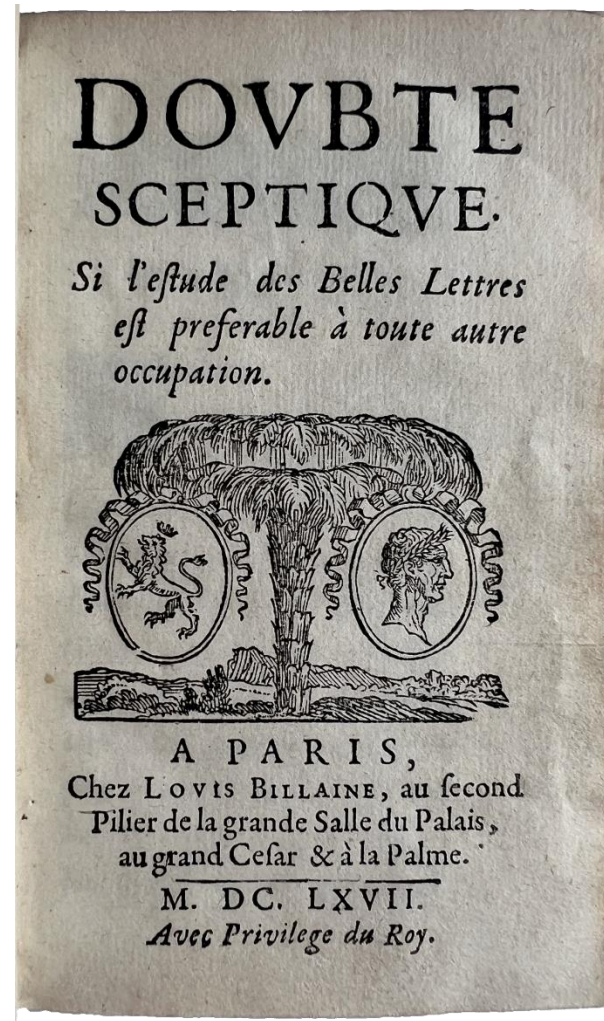 DOVBTE
SCEPTIQVE.
Si l'eſtude des Belles Lettres
eſt preferable à toute autre
occupation.
A PARIS,
Chez LOVIS BILLAINE, au ſecond
Pilier de la grande Salle du Palais,
au grand Ceſar & à la Palme.
M. DC. LXVII.
Avec Privilege du Roy.